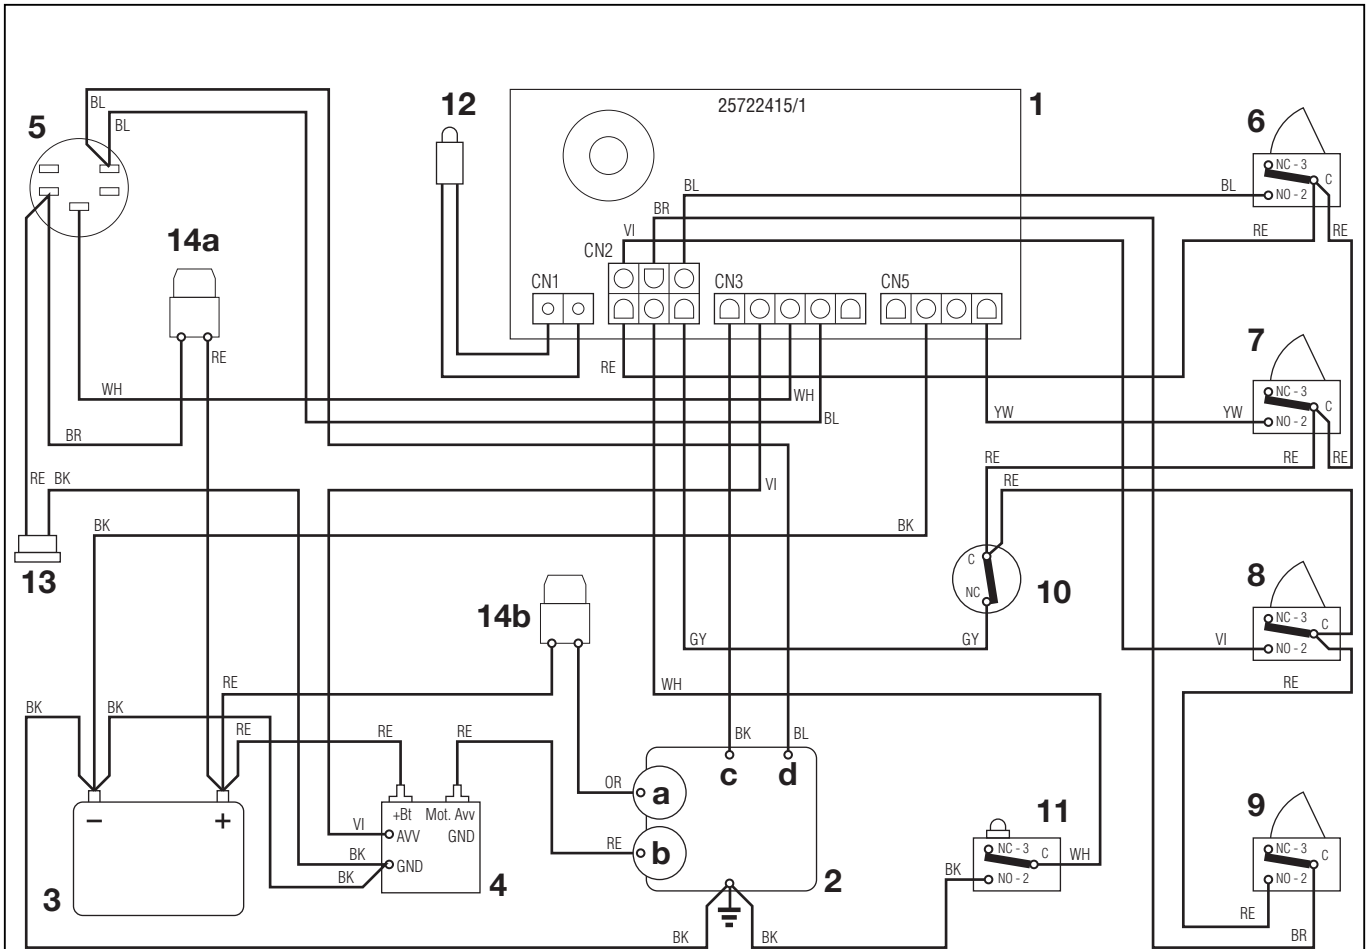 BL
BL
5
12
25722415/1
1
6
NC - 3
C
NO - 2
BL
BL
BR
VI
RE
RE
14a
CN2
CN1
CN3
CN5
RE
RE
7
NC - 3
C
NO - 2
WH
WH
BL
YW
YW
BR
RE
RE
RE
RE
RE
BK
VI
BK
BK
13
C
NC
10
8
NC - 3
C
NO - 2
14b
GY
GY
VI
RE
WH
RE
BK
BK
RE
RE
RE
BK
BL
c
d
a
b
OR
RE
+Bt
Mot. Avv
AVV
GND
GND
VI
BK
BK
–
+
3
4
2
11
NC - 3
C
NO - 2
WH
BK
9
NC - 3
C
NO - 2
RE
BR
BK
BK